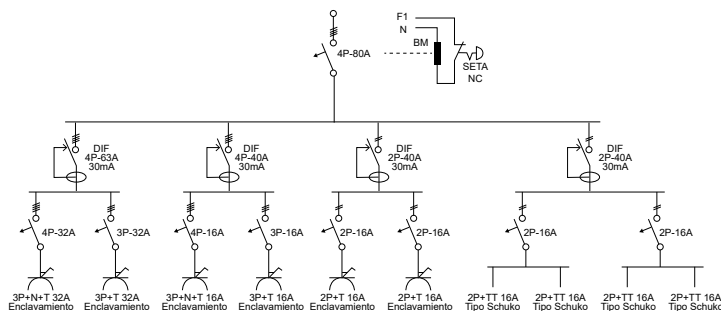 F1
N
BM
4P-80A
SETA
NC
DIF
4P-63A
30mA
DIF
4P-40A
30mA
DIF
2P-40A
30mA
DIF
2P-40A
30mA
4P-32A
3P-32A
4P-16A
3P-16A
2P-16A
2P-16A
2P-16A
2P-16A
3P+N+T 32A
Enclavamiento
3P+T 32A
Enclavamiento
3P+N+T 16A
Enclavamiento
3P+T 16A
Enclavamiento
2P+T 16A
Enclavamiento
2P+T 16A
Enclavamiento
2P+TT 16A
Tipo Schuko
2P+TT 16A
Tipo Schuko
2P+TT 16A
Tipo Schuko
2P+TT 16A
Tipo Schuko